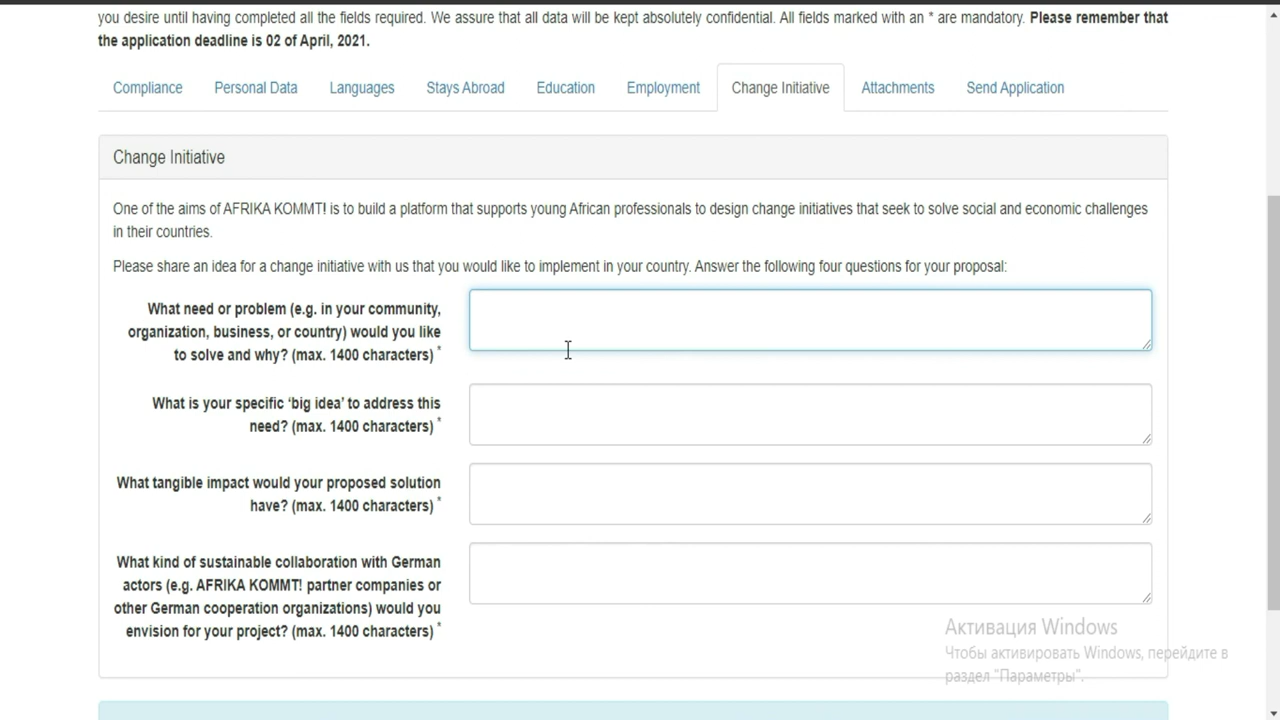 you desire until having completed all the fields required. We assure that all data will be kept absolutely confidential. All fields marked with an * are mandatory. Please remember that
the application deadline is 02 of April, 2021.
Compliance Personal Data Languages Stays Abroad Education Employment Change Initiative Attachments Send Application
Change Initiative
One of the aims of AFRIKA KOMMT! is to build a platform that supports young African professionals to design change initiatives that seek to solve social and economic challenges
in their countries.
Please share an idea for a change initiative with us that you would like to implement in your country. Answer the following four questions for your proposal:
What need or problem (e.g. in your community,
organization, business, or country) would you like
to solve and why? (max. 1400 characters) *
What is your specific ‘big idea’ to address this
need? (max. 1400 characters) *
What tangible impact would your proposed solution
have? (max. 1400 characters) *
What kind of sustainable collaboration with German
actors (e.g. AFRIKA KOMMT! partner companies or
other German cooperation organizations) would you
envision for your project? (max. 1400 characters) *
Активация Windows
Чтобы активировать Windows, перейдите в
раздел "Параметры".